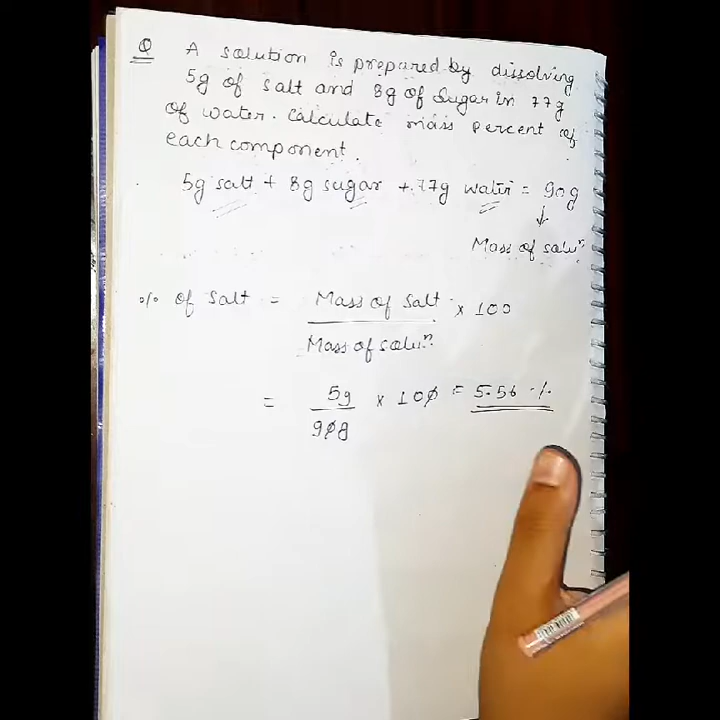 Q A solution is prepared by dissolving
5g of salt and 8g of Sugar in 77g
of water. Calculate mass percent of
each component.
5g salt + 8g sugar + 77g water = 90g
↓
Mass of soluⁿ
% of salt = Mass of salt × 100
Mass of soluⁿ
= 5g × 100 = 5.56 %
90g